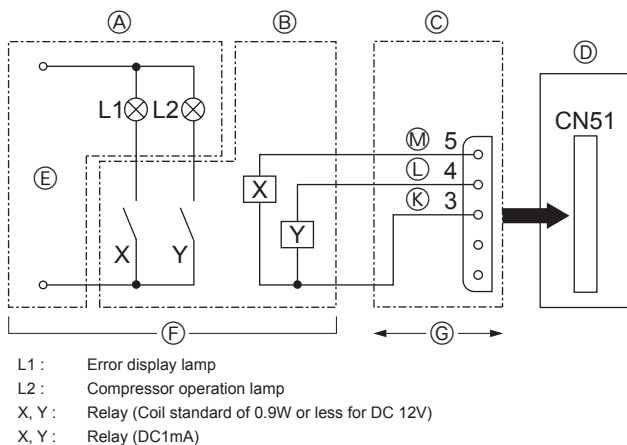 Ⓐ Ⓑ Ⓒ Ⓓ
L1 L2 CN51
Ⓜ 5
Ⓛ 4
Ⓔ X Ⓚ 3
Y
X Y
Ⓕ Ⓖ
L1 : Error display lamp
L2 : Compressor operation lamp
X, Y : Relay (Coil standard of 0.9W or less for DC 12V)
X, Y : Relay (DC1mA)